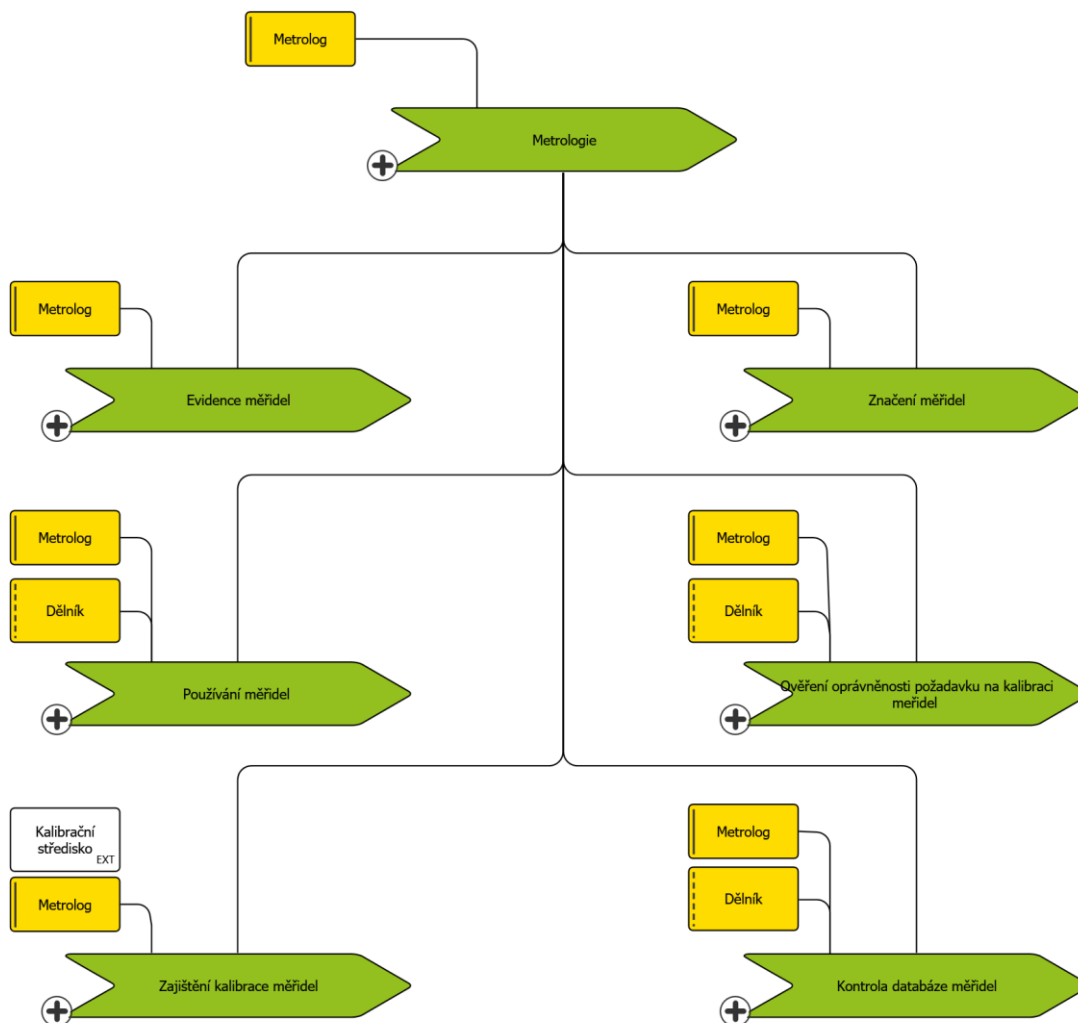 Metrolog
Metrologie
Metrolog
Evidence měřidel
Metrolog
Značení měřidel
Metrolog
Dělník
Používání měřidel
Metrolog
Dělník
Ověření oprávněnosti požadavku na kalibraci
meřidel
Kalibrační
středisko
EXT
Metrolog
Zajištění kalibrace měřidel
Metrolog
Dělník
Kontrola databáze měřidel